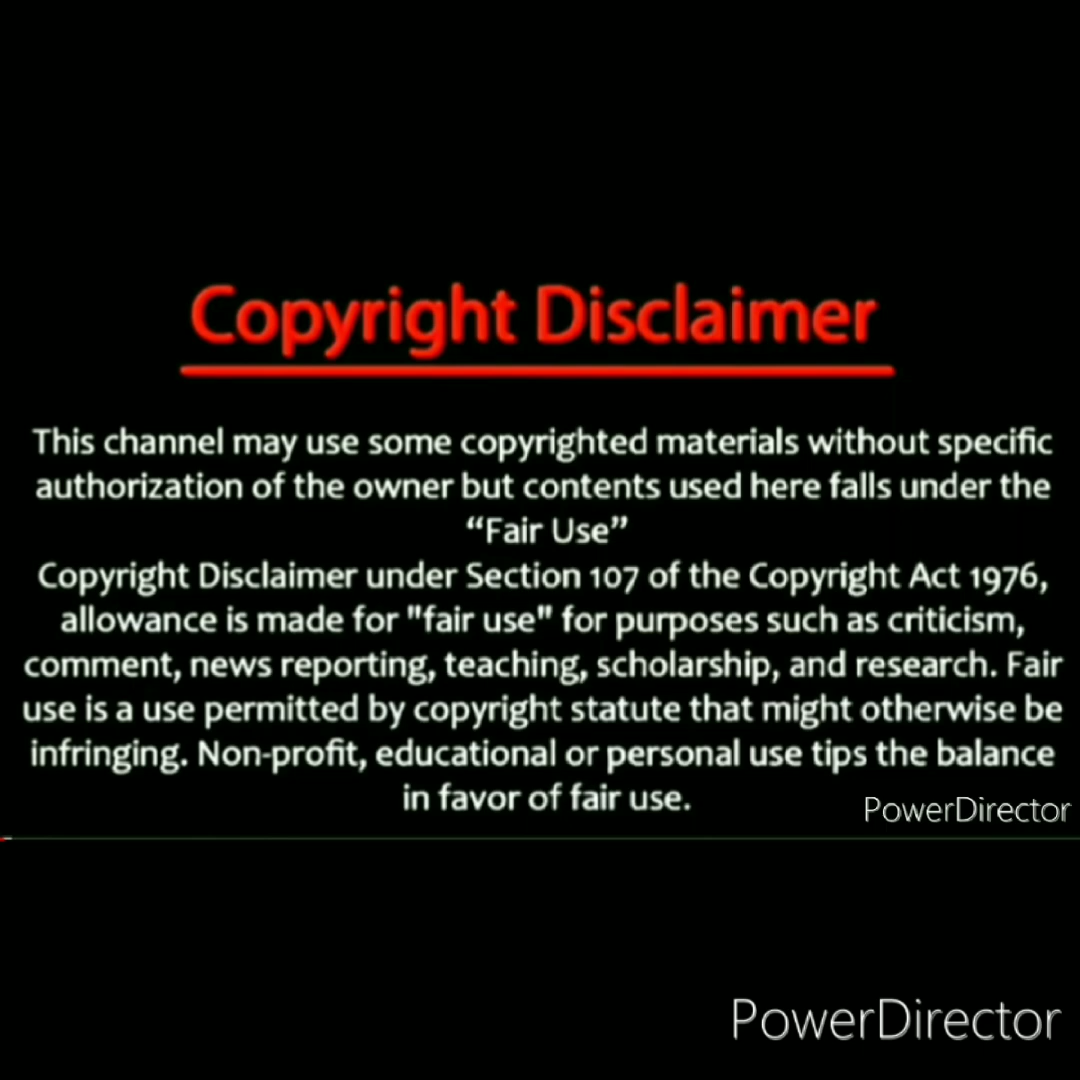 Copyright Disclaimer
This channel may use some copyrighted materials without specific
authorization of the owner but contents used here falls under the
“Fair Use”
Copyright Disclaimer under Section 107 of the Copyright Act 1976,
allowance is made for "fair use" for purposes such as criticism,
comment, news reporting, teaching, scholarship, and research. Fair
use is a use permitted by copyright statute that might otherwise be
infringing. Non-profit, educational or personal use tips the balance
in favor of fair use.
PowerDirector
PowerDirector